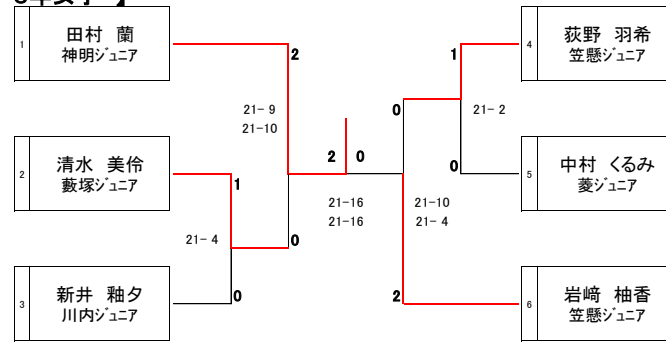 3年女子 】
1
田村 蘭
神明ジュニア
2
清水 美伶
藪塚ジュニア
3
新井 釉夕
川内ジュニア
2
21- 9
21-10
1
21- 4
0
0
2 0
21-16
21-16
0
1
21- 2
0
21-10
21- 4
2
4
荻野 羽希
笠懸ジュニア
5
中村 くるみ
菱ジュニア
6
岩﨑 柚香
笠懸ジュニア